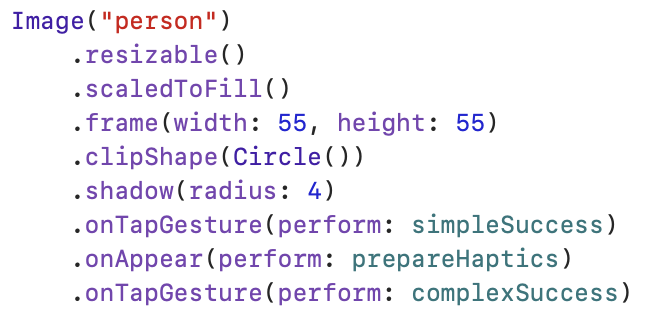 Image("person")
    .resizable()
    .scaledToFill()
    .frame(width: 55, height: 55)
    .clipShape(Circle())
    .shadow(radius: 4)
    .onTapGesture(perform: simpleSuccess)
    .onAppear(perform: prepareHaptics)
    .onTapGesture(perform: complexSuccess)